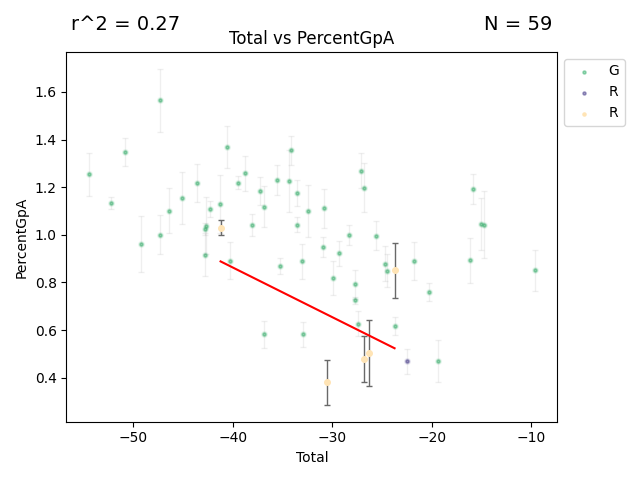 r^2 = 0.27
N = 59
Total vs PercentGpA
G
R
R
1.6
1.4
1.2
1.0
0.8
0.6
0.4
PercentGpA
−50
−40
−30
−20
−10
Total